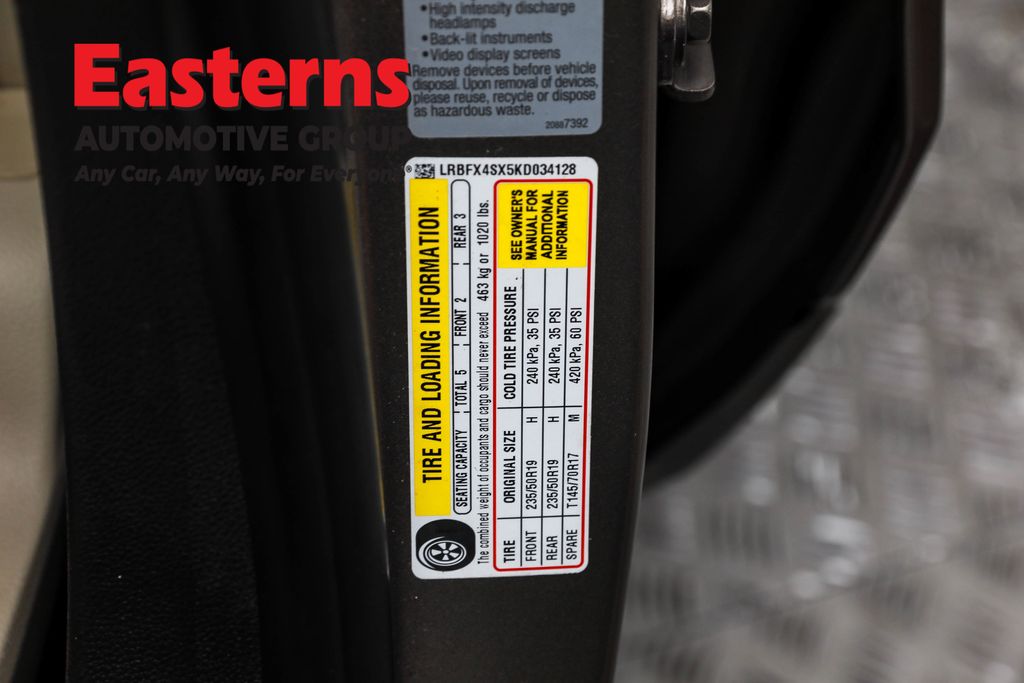 Easterns
AUTOMOTIVE GROUP
Any Car, Any Way, For Everyone
•High intensity discharge
headlamps
•Back-lit instruments
•Video display screens
Remove devices before vehicle
disposal. Upon removal of devices,
please reuse, recycle or dispose
as hazardous waste.
20887392
LRBFX4SX5KD034128
TIRE AND LOADING INFORMATION
SEATING CAPACITY TOTAL 5 FRONT 2 REAR 3
The combined weight of occupants and cargo should never exceed 463 kg or 1020 lbs.
TIRE ORIGINAL SIZE COLD TIRE PRESSURE
FRONT 235/50R19 H 240 kPa, 35 PSI
REAR 235/50R19 H 240 kPa, 35 PSI
SPARE T145/70R17 M 420 kPa, 60 PSI
SEE OWNER'S
MANUAL FOR
ADDITIONAL
INFORMATION